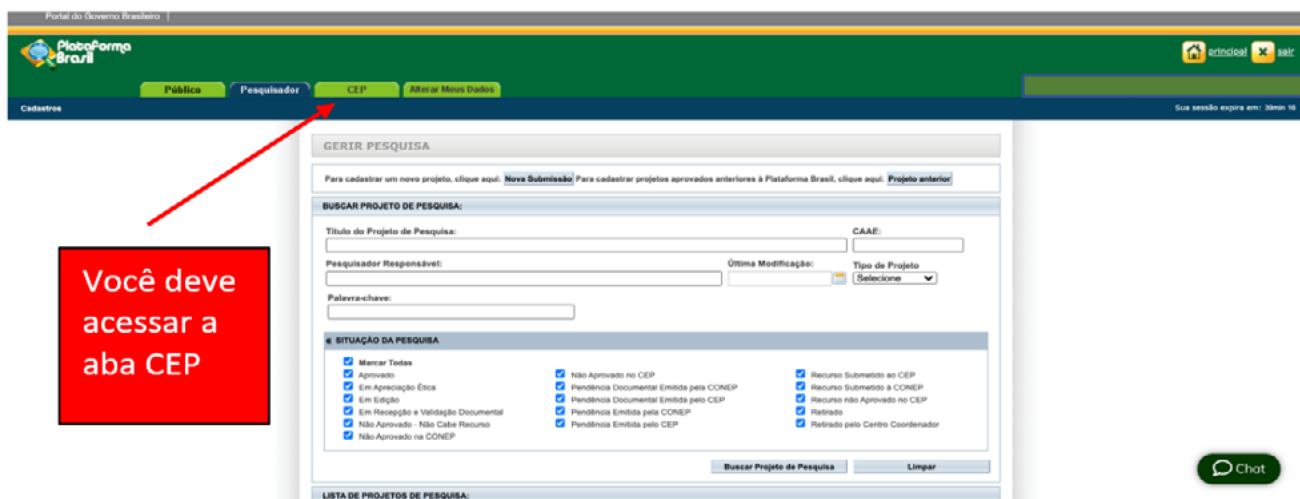 Portal do Governo Brasileiro
Plataforma
Brasil
principal
sair
Público
Pesquisador
CEP
Alterar Meus Dados
Cadastros
Sua sessão expira em: 39min 16
GERIR PESQUISA
Para cadastrar um novo projeto, clique aqui: Nova Submissão Para cadastrar projetos aprovados anteriores à Plataforma Brasil, clique aqui: Projeto anterior
BUSCAR PROJETO DE PESQUISA:
Título do Projeto de Pesquisa:
CAAE:
Pesquisador Responsável:
Última Modificação:
Tipo de Projeto
Selecione
Palavra-chave:
Você deve
acessar a
aba CEP
SITUAÇÃO DA PESQUISA
Marcar Todas
Aprovado
Em Apreciação Ética
Em Edição
Em Recepção e Validação Documental
Não Aprovado - Não Cabe Recurso
Não Aprovado na CONEP
Não Aprovado no CEP
Pendência Documental Emitida pela CONEP
Pendência Documental Emitida pelo CEP
Pendência Emitida pela CONEP
Pendência Emitida pelo CEP
Recurso Submetido ao CEP
Recurso Submetido à CONEP
Recurso não Aprovado no CEP
Retirado
Retirado pelo Centro Coordenador
Buscar Projeto de Pesquisa
Limpar
Chat
LISTA DE PROJETOS DE PESQUISA: